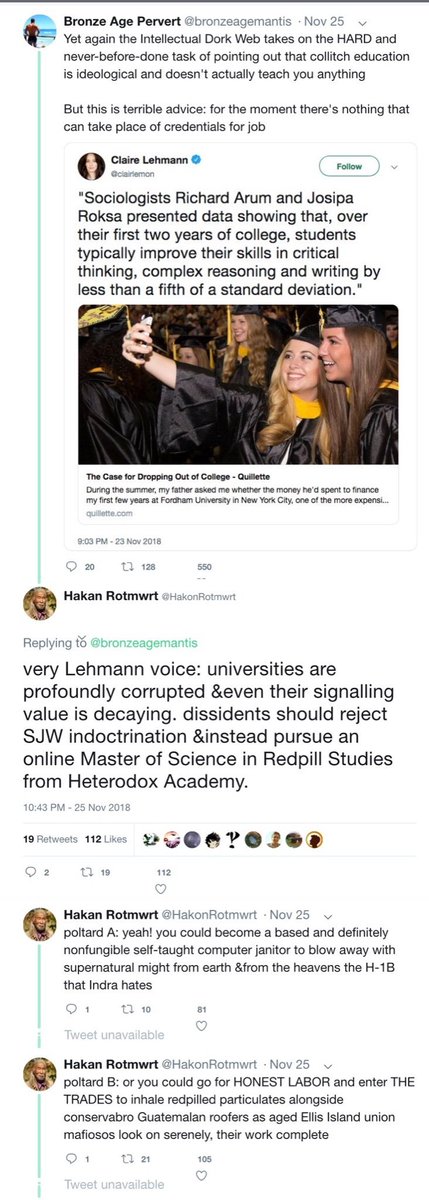 Bronze Age Pervert @bronzeagemantis · Nov 25
Yet again the Intellectual Dork Web takes on the HARD and
never-before-done task of pointing out that collitch education
is ideological and doesn't actually teach you anything
But this is terrible advice: for the moment there's nothing that
can take place of credentials for job
Claire Lehmann
@clairlemon
Follow
"Sociologists Richard Arum and Josipa
Roksa presented data showing that, over
their first two years of college, students
typically improve their skills in critical
thinking, complex reasoning and writing by
less than a fifth of a standard deviation."
The Case for Dropping Out of College - Quillette
During the summer, my father asked me whether the money he'd spent to finance
my first few years at Fordham University in New York City, one of the more expensi...
quillette.com
9:03 PM - 23 Nov 2018
20 128 550
Hakan Rotmwrt @HakonRotmwrt
Replying to @bronzeagemantis
very Lehmann voice: universities are
profoundly corrupted &even their signalling
value is decaying. dissidents should reject
SJW indoctrination &instead pursue an
online Master of Science in Redpill Studies
from Heterodox Academy.
10:43 PM - 25 Nov 2018
19 Retweets 112 Likes
2 19 112
Hakan Rotmwrt @HakonRotmwrt · Nov 25
poltard A: yeah! you could become a based and definitely
nonfungible self-taught computer janitor to blow away with
supernatural might from earth &from the heavens the H-1B
that Indra hates
1 10 81
Tweet unavailable
Hakan Rotmwrt @HakonRotmwrt · Nov 25
poltard B: or you could go for HONEST LABOR and enter THE
TRADES to inhale redpilled particulates alongside
conservabro Guatemalan roofers as aged Ellis Island union
mafiosos look on serenely, their work complete
1 21 105
Tweet unavailable